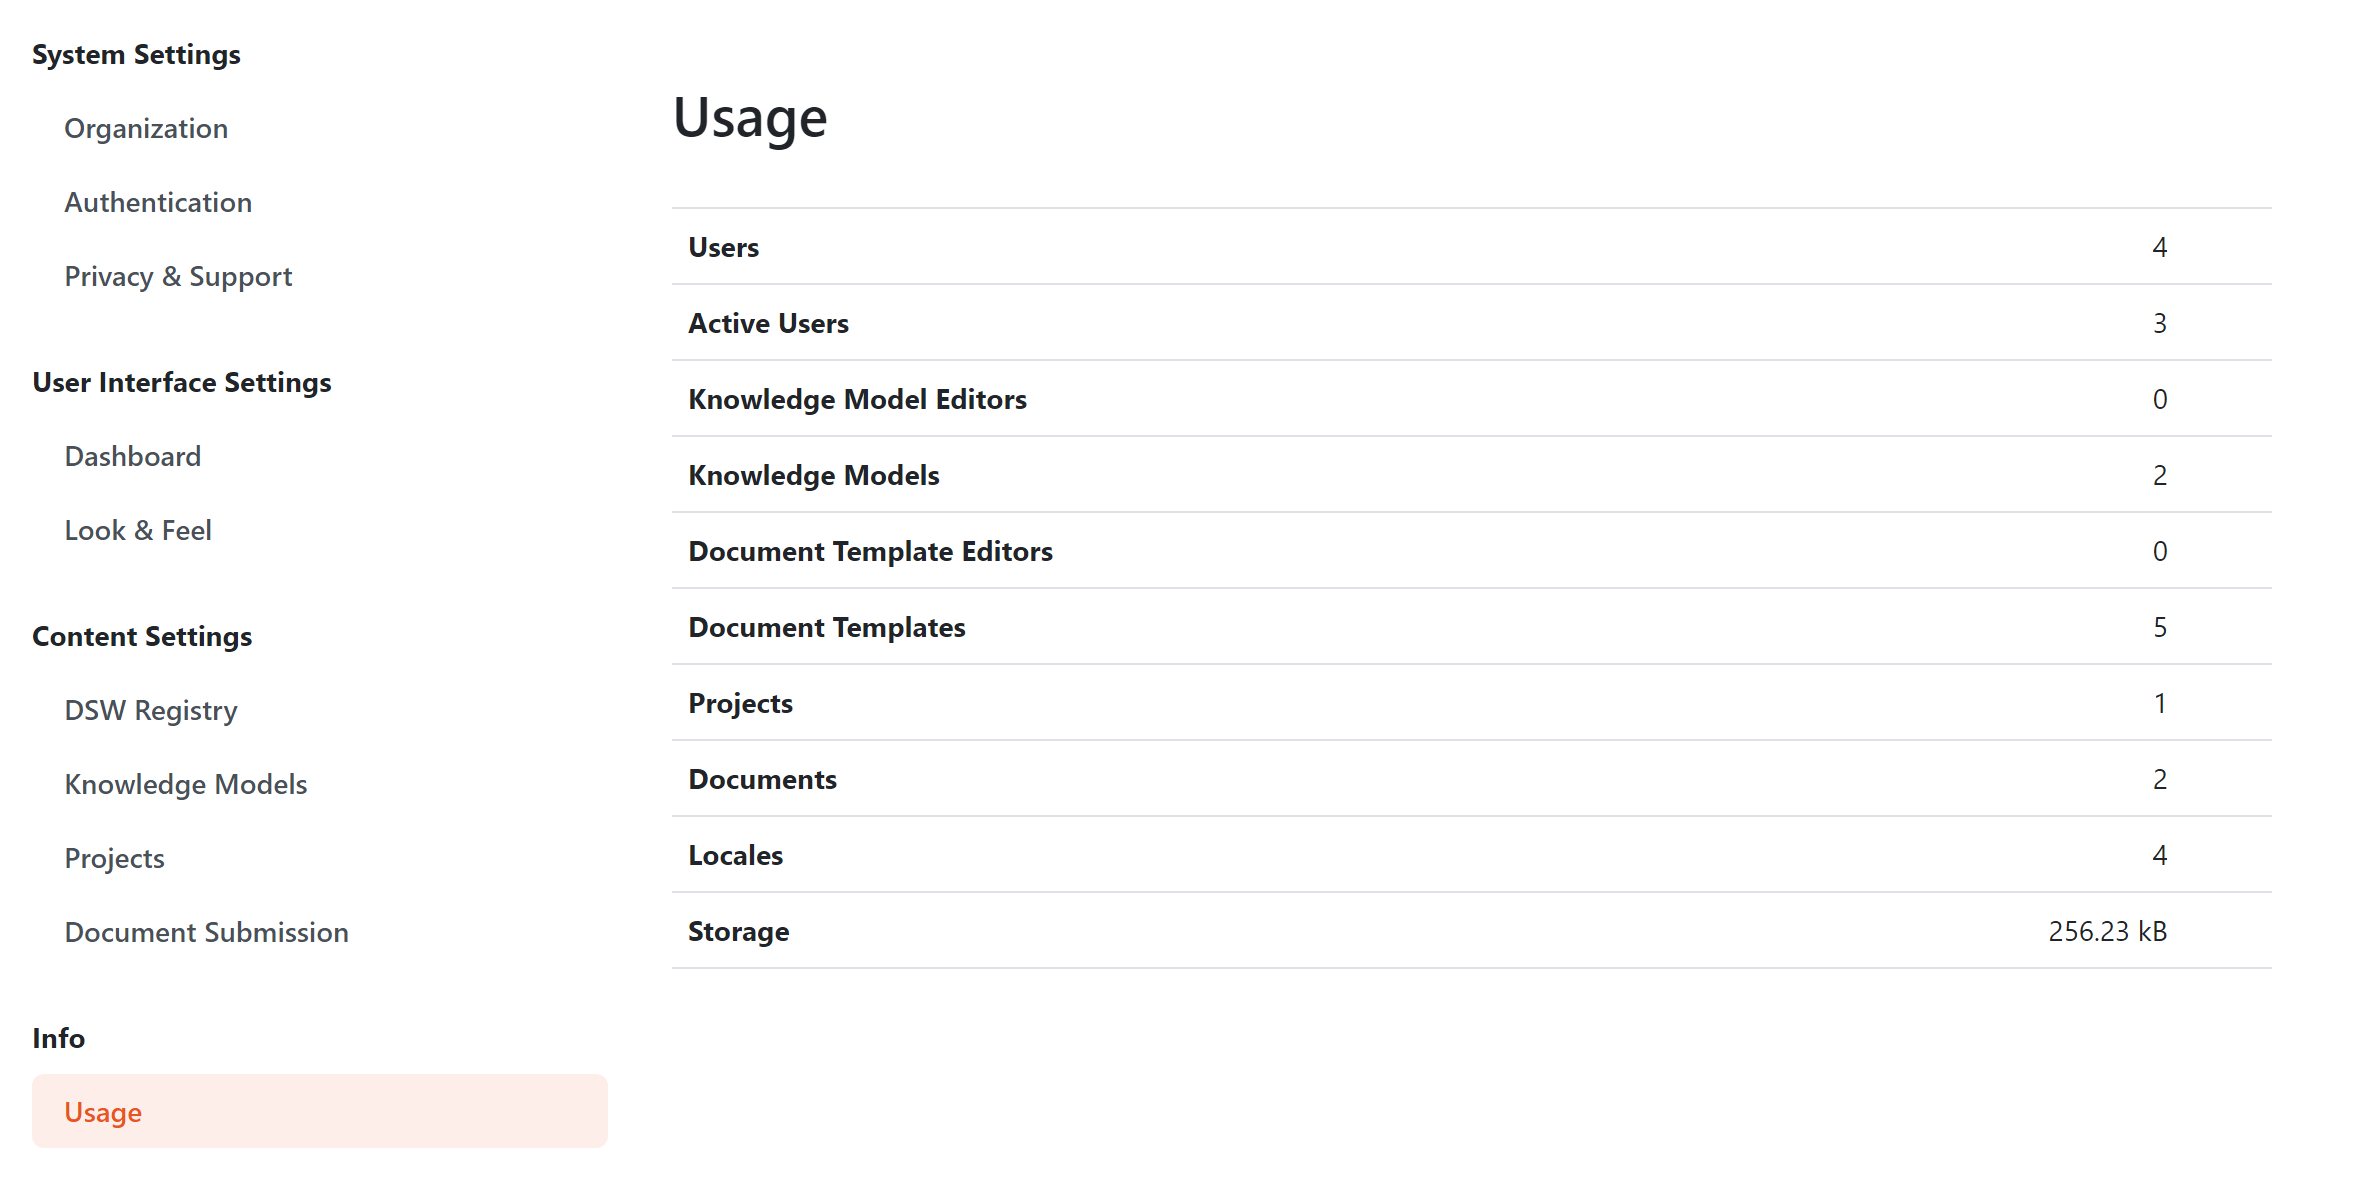 System Settings
Organization
Authentication
Privacy & Support
User Interface Settings
Dashboard
Look & Feel
Content Settings
DSW Registry
Knowledge Models
Projects
Document Submission
Info
Usage
Usage
Users 4
Active Users 3
Knowledge Model Editors 0
Knowledge Models 2
Document Template Editors 0
Document Templates 5
Projects 1
Documents 2
Locales 4
Storage 256.23 kB